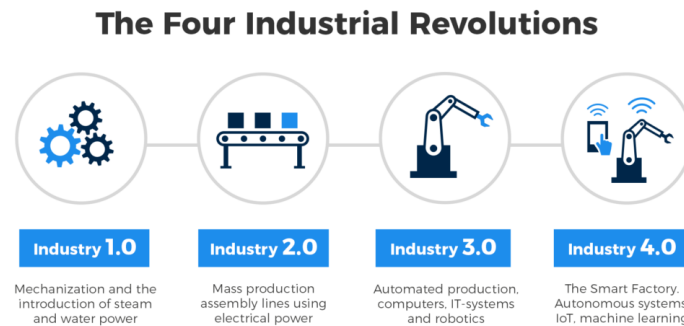 The Four Industrial Revolutions
Industry 1.0
Industry 2.0
Industry 3.0
Industry 4.0
Mechanization and the
introduction of steam
and water power
Mass production
assembly lines using
electrical power
Automated production,
computers, IT-systems
and robotics
The Smart Factory.
Autonomous systems
IoT, machine learning